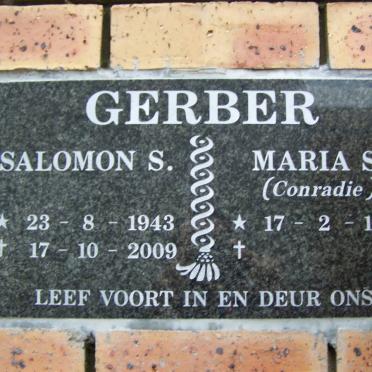 GERBER
SALOMON S. MARIA S
(Conradie)
★ 23 - 8 - 1943 ★ 17 - 2 - 1
✝ 17 - 10 - 2009 ✝
LEEF VOORT IN EN DEUR ONS